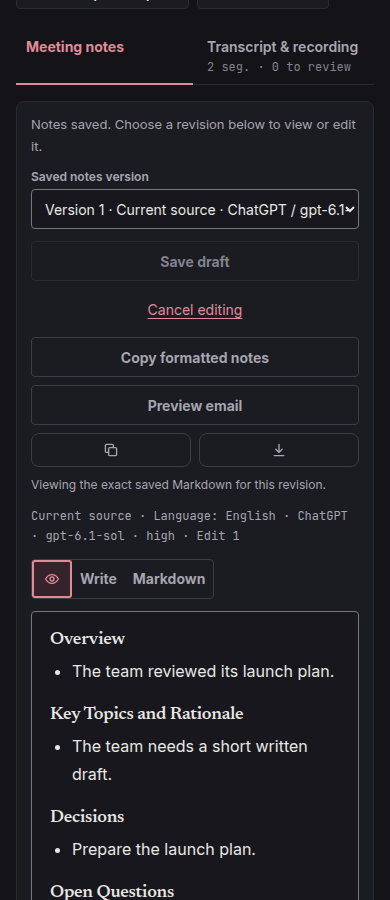 Meeting notes
Transcript & recording
2 seg. · 0 to review
Notes saved. Choose a revision below to view or edit
it.
Saved notes version
Version 1 · Current source · ChatGPT / gpt-6.1
Save draft
Cancel editing
Copy formatted notes
Preview email
Viewing the exact saved Markdown for this revision.
Current source · Language: English · ChatGPT
· gpt-6.1-sol · high · Edit 1
Write Markdown
Overview
• The team reviewed its launch plan.
Key Topics and Rationale
• The team needs a short written
draft.
Decisions
• Prepare the launch plan.
Open Questions